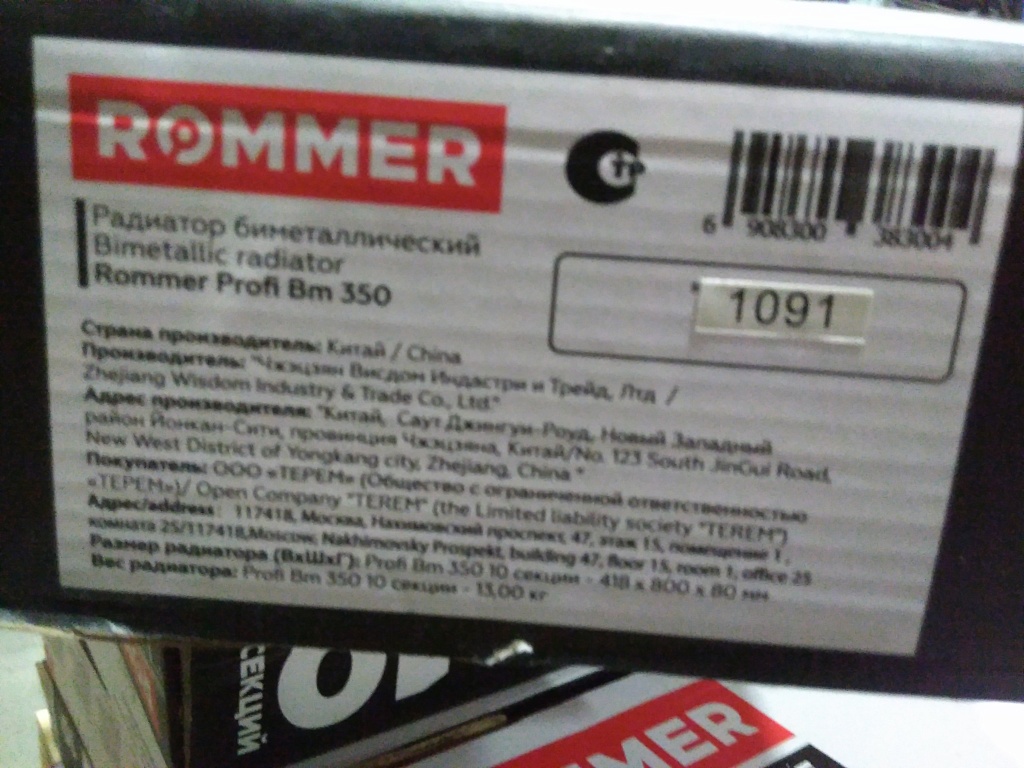 ROMMER
Радиатор биметаллический
Bimetallic radiator
Rommer Profi Bm 350
тр
6 908300 383004
1091
Страна производитель: Китай / China
Производитель: "Чжэцзян Висдом Индастри и Трейд, Лтд /
Zhejiang Wisdom Industry & Trade Co., Ltd."
Адрес производителя: "Китай, Саут Джингуи-Роуд, Новый Западный
район Йонкан-Сити, провинция Чжэцзяна, Китай/No. 123 South JinGui Road,
New West District of Yongkang city, Zhejiang, China "
Покупатель: ООО «ТЕРЕМ» (Общество с ограниченной ответственностью
«ТЕРЕМ»)/ Open Company "TEREM" (the Limited liability society "TEREM")
Адрес/address: 117418, Москва, Нахимовский проспект, 47, этаж 15, помещение 1,
комната 25/117418,Moscow, Nakhimovsky Prospekt, building 47, floor 15, room 1, office 25
Размер радиатора (ВхШхГ): Profi Bm 350 10 секции - 418 x 800 x 80 мм
Вес радиатора: Profi Bm 350 10 секции - 13,00 кг
СЕКЦИЙ
MMER